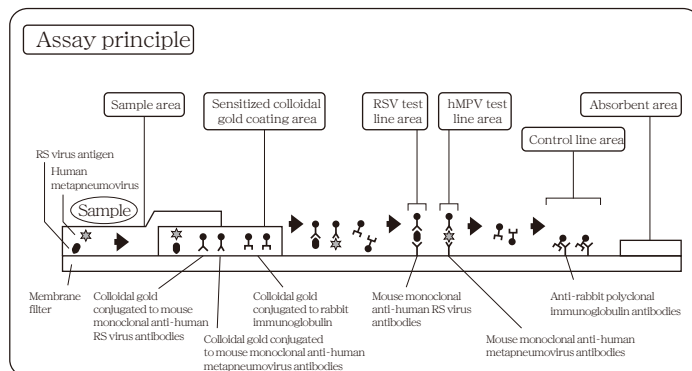 Assay principle
Sample area
Sensitized colloidal
gold coating area
RSV test
line area
hMPV test
line area
Absorbent area
Control line area
RS virus antigen
Human
metapneumovirus
Sample
Membrane
filter
Colloidal gold
conjugated to mouse
monoclonal anti-human
RS virus antibodies
Colloidal gold conjugated
to mouse monoclonal anti-human
metapneumovirus antibodies
Colloidal gold
conjugated to rabbit
immunoglobulin
Mouse monoclonal
anti-human RS virus
antibodies
Mouse monoclonal anti-human
metapneumovirus antibodies
Anti-rabbit polyclonal
immunoglobulin antibodies